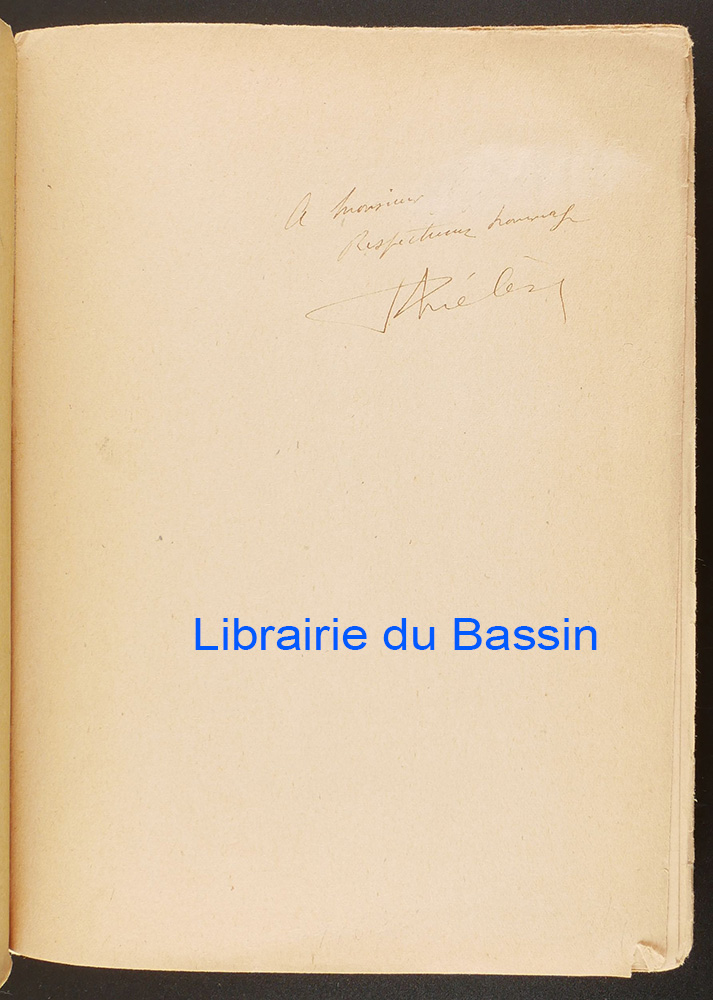 A Monsieur
Respectueux hommage
Librairie du Bassin